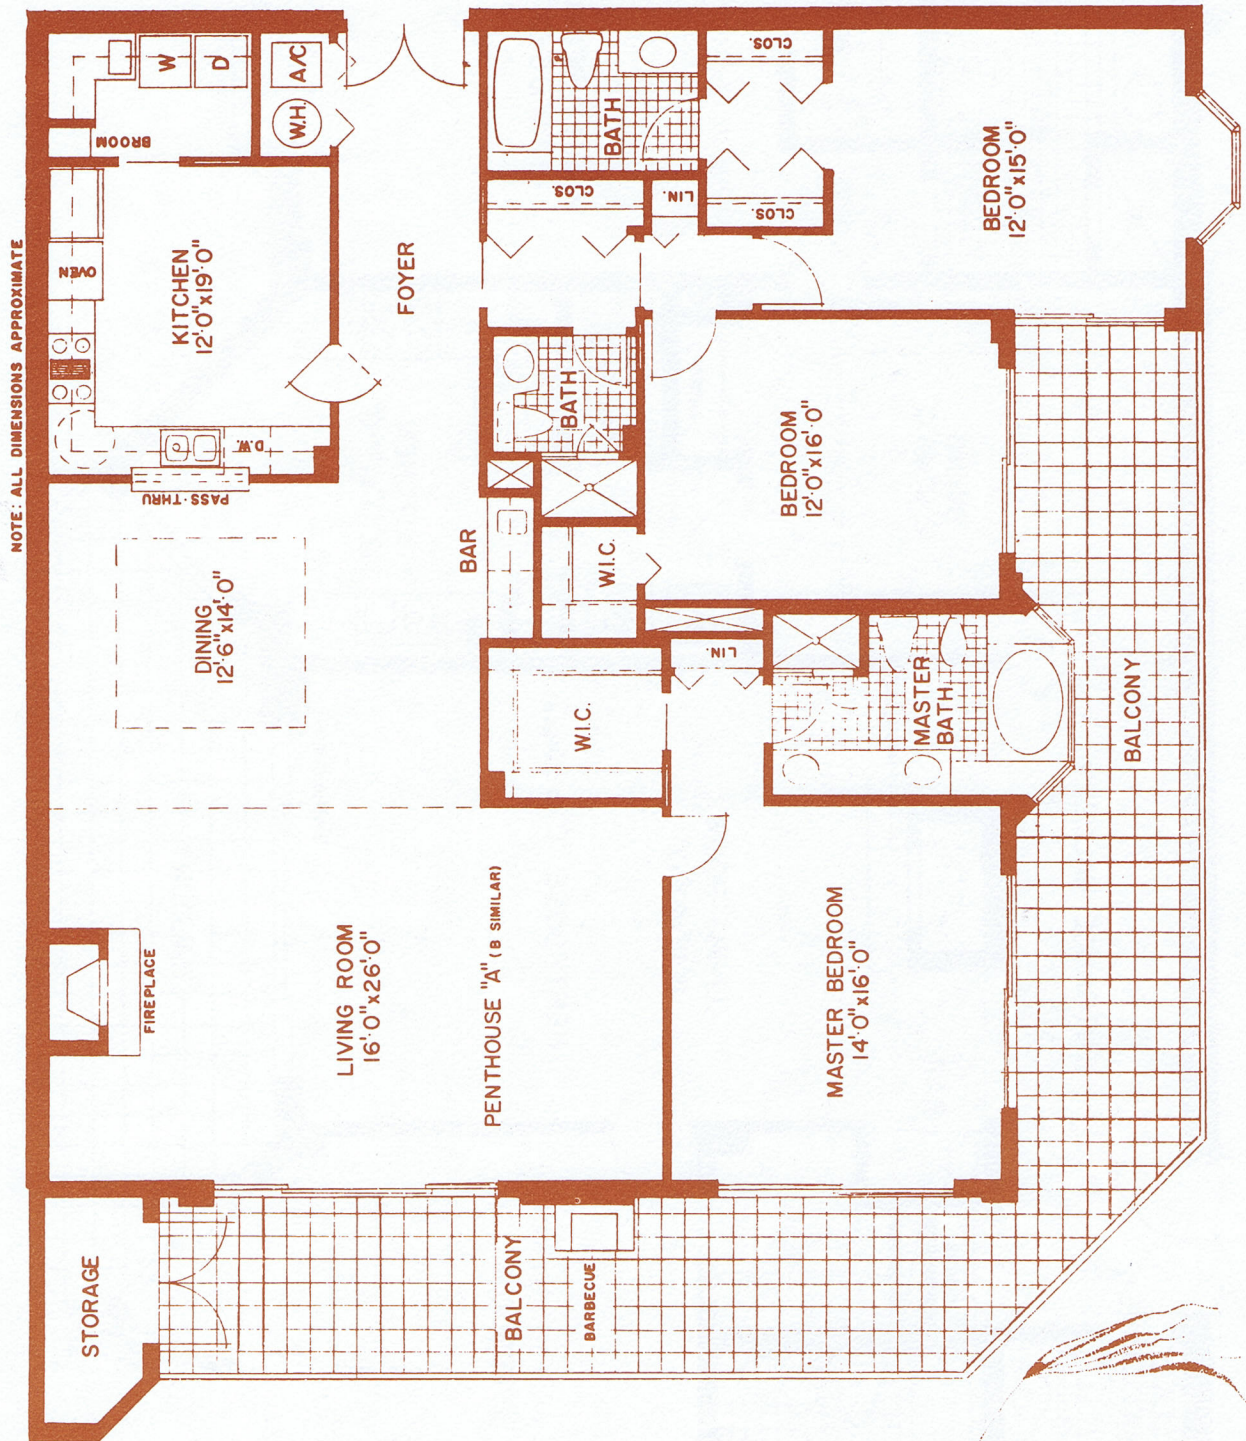 NOTE: ALL DIMENSIONS APPROXIMATE
W
D
A/C
W.H.
BROOM
OVEN
KITCHEN
12'0"x19'0"
D.W.
PASS-THRU
FOYER
BATH
CLOS.
CLOS.
CLOS.
LIN.
BEDROOM
12'0"x15'0"
BATH
BEDROOM
12'0"x16'0"
BAR
W.I.C.
DINING
12'6"x14'0"
W.I.C.
LIN.
MASTER
BATH
BALCONY
FIREPLACE
LIVING ROOM
16'0"x26'0"
PENTHOUSE "A" (B SIMILAR)
MASTER BEDROOM
14'0"x16'0"
STORAGE
BALCONY
BARBECUE